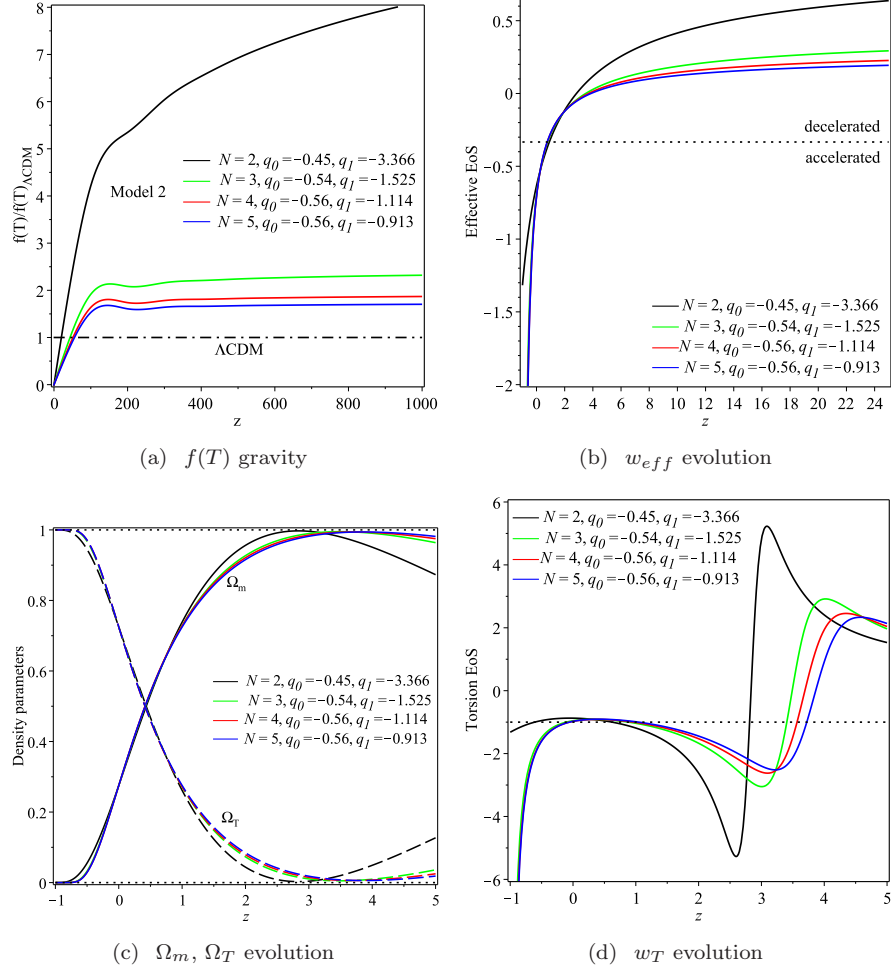 8
7
6
5
4
3
2
1
0
f(T)/f(T)ΛCDM
Model 2
N=2, q0=−0.45, q1=−3.366
N=3, q0=−0.54, q1=−1.525
N=4, q0=−0.56, q1=−1.114
N=5, q0=−0.56, q1=−0.913
ΛCDM
0 200 400 600 800 1000
z
(a) f(T) gravity
0.5
0
−0.5
−1
−1.5
−2
Effective EoS
decelerated
accelerated
N=2, q0=−0.45, q1=−3.366
N=3, q0=−0.54, q1=−1.525
N=4, q0=−0.56, q1=−1.114
N=5, q0=−0.56, q1=−0.913
0 2 4 6 8 10 12 14 16 18 20 22 24
z
(b) weff evolution
1
0.8
0.6
0.4
0.2
0
Density parameters
Ωm
N=2, q0=−0.45, q1=−3.366
N=3, q0=−0.54, q1=−1.525
N=4, q0=−0.56, q1=−1.114
N=5, q0=−0.56, q1=−0.913
ΩT
−1 0 1 2 3 4 5
z
(c) Ωm, ΩT evolution
6
4
2
0
−2
−4
−6
Torsion EoS
N=2, q0=−0.45, q1=−3.366
N=3, q0=−0.54, q1=−1.525
N=4, q0=−0.56, q1=−1.114
N=5, q0=−0.56, q1=−0.913
−1 0 1 2 3 4 5
z
(d) wT evolution